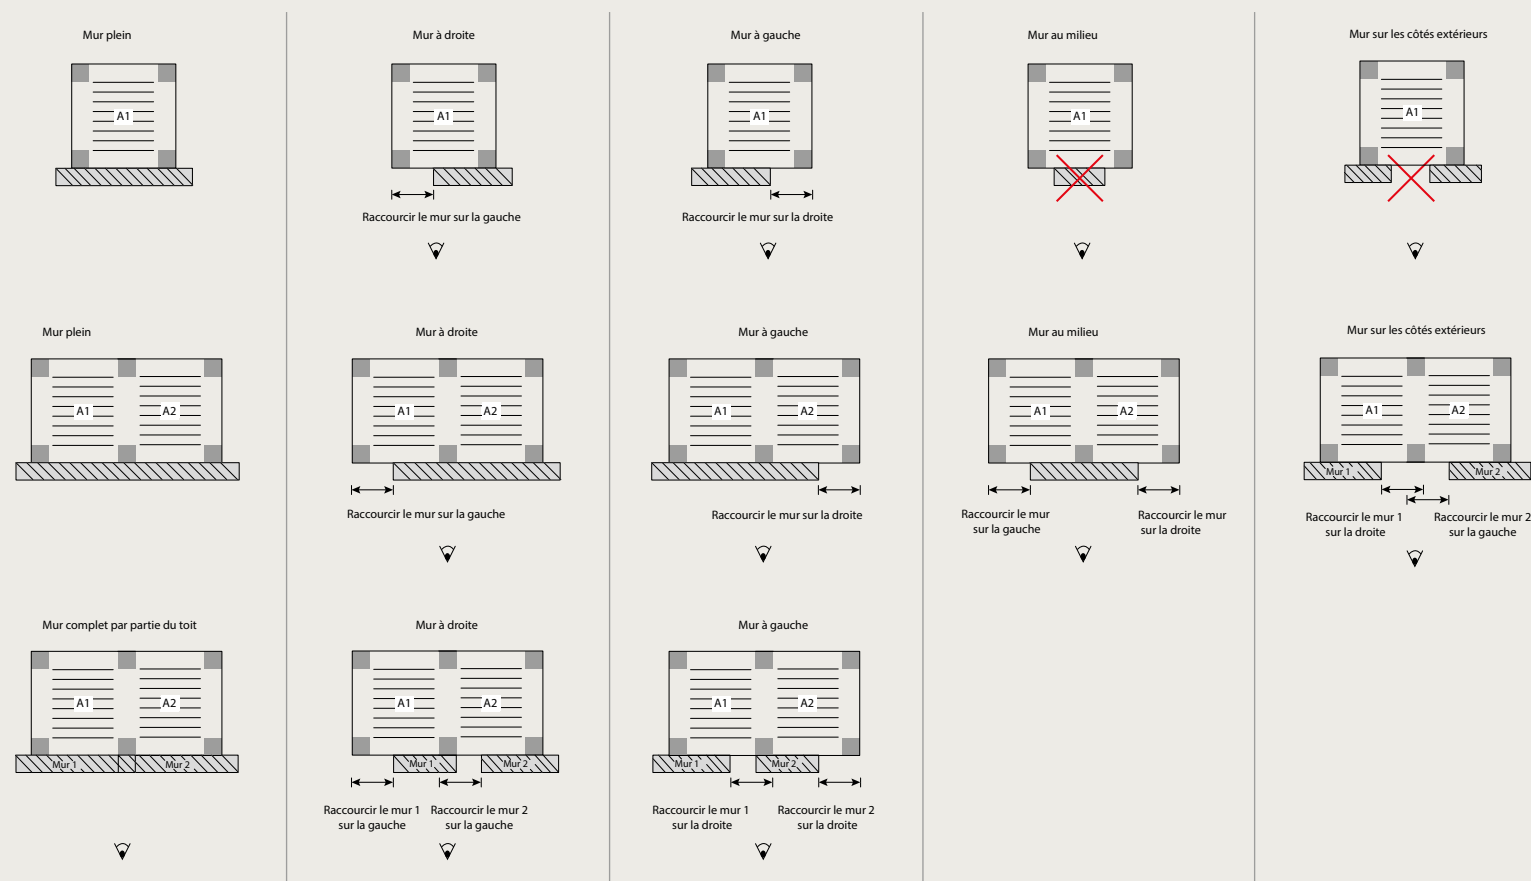 Mur plein
A1
Mur à droite
A1
Raccourcir le mur sur la gauche
Mur à gauche
A1
Raccourcir le mur sur la droite
Mur au milieu
A1
Mur sur les côtés extérieurs
A1
Mur plein
A1 A2
Mur à droite
A1 A2
Raccourcir le mur sur la gauche
Mur à gauche
A1 A2
Raccourcir le mur sur la droite
Mur au milieu
A1 A2
Raccourcir le mur
sur la gauche
Raccourcir le mur
sur la droite
Mur sur les côtés extérieurs
A1 A2
Mur 1 Mur 2
Raccourcir le mur 1
sur la droite
Raccourcir le mur 2
sur la gauche
Mur complet par partie du toit
A1 A2
Mur 1 Mur 2
Mur à droite
A1 A2
Mur 1 Mur 2
Raccourcir le mur 1
sur la gauche
Raccourcir le mur 2
sur la gauche
Mur à gauche
A1 A2
Mur 1 Mur 2
Raccourcir le mur 1
sur la droite
Raccourcir le mur 2
sur la droite